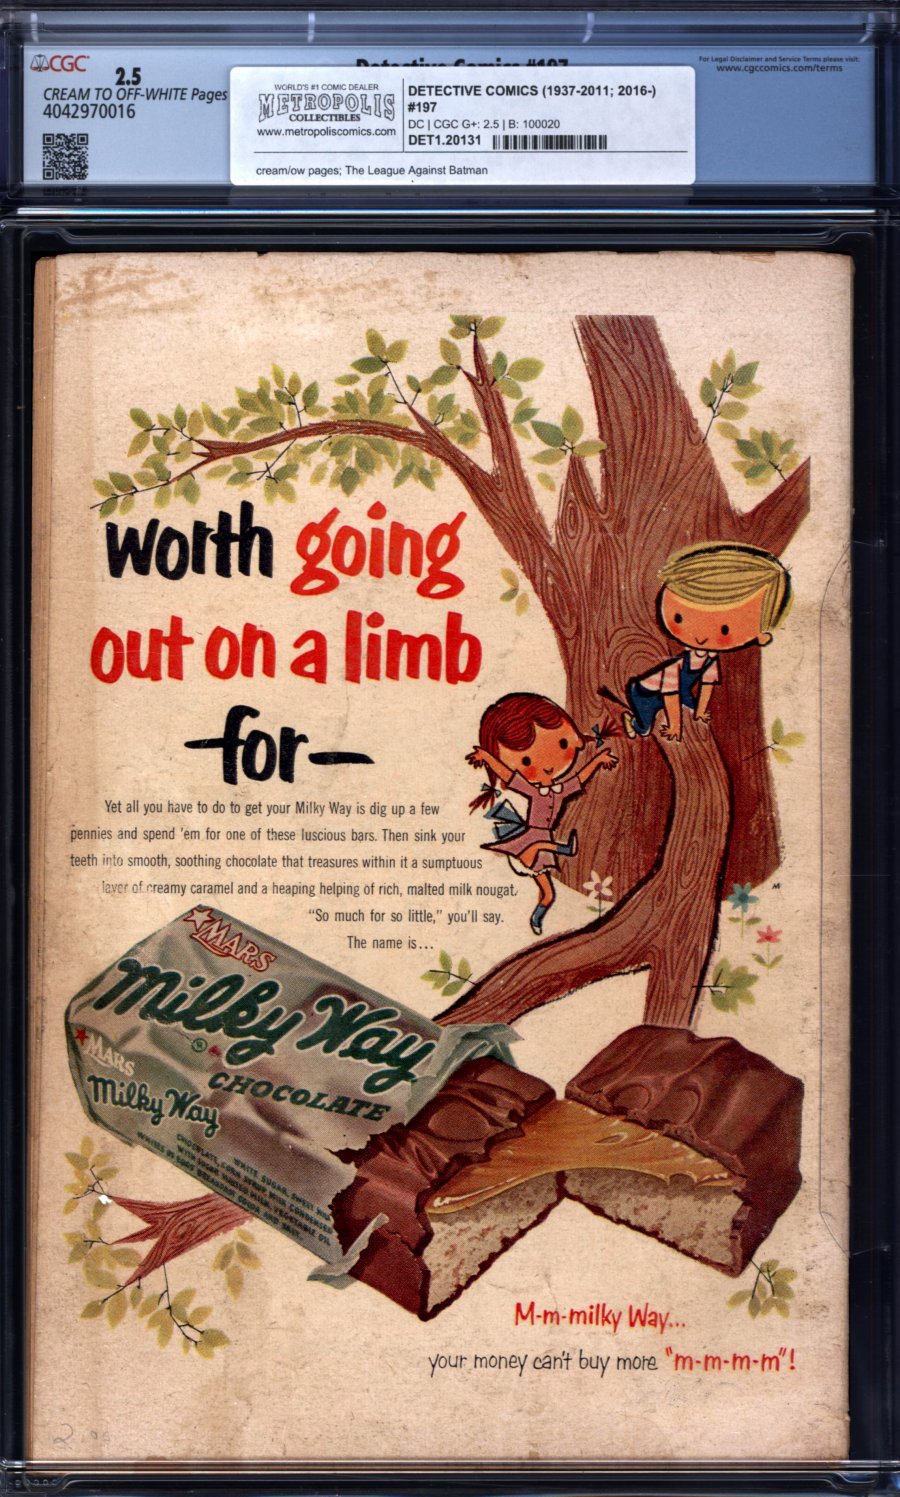 CGC
2.5
CREAM TO OFF-WHITE Pages
4042970016
Detective Comics #197
For Legal Disclaimer and Service Terms please visit:
www.cgccomics.com/terms
WORLD'S #1 COMIC DEALER
METROPOLIS
COLLECTIBLES
www.metropoliscomics.com
DETECTIVE COMICS (1937-2011; 2016-)
#197
DC | CGC G+: 2.5 | B: 100020
DET1.20131
cream/ow pages; The League Against Batman
worth going
out on a limb
-for-
Yet all you have to do to get your Milky Way is dig up a few
pennies and spend 'em for one of these luscious bars. Then sink your
teeth into smooth, soothing chocolate that treasures within it a sumptuous
layer of creamy caramel and a heaping helping of rich, malted milk nougat.
"So much for so little," you'll say.
The name is...
MARS
Milky Way
®
CHOCOLATE
MARS
Milky Way
M-m-milky Way...
your money can't buy more "m-m-m-m"!